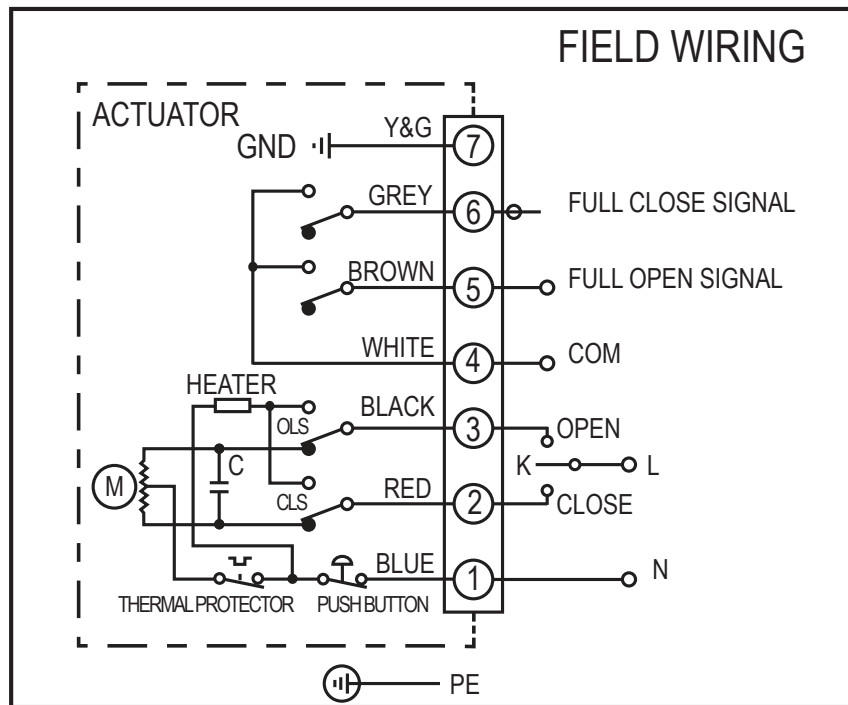 FIELD WIRING
ACTUATOR
GND Y&G 7
GREY 6 FULL CLOSE SIGNAL
BROWN 5 FULL OPEN SIGNAL
WHITE 4 COM
HEATER
OLS BLACK 3 OPEN
M C K L
CLS RED 2 CLOSE
BLUE 1 N
THERMAL PROTECTOR PUSH BUTTON
PE